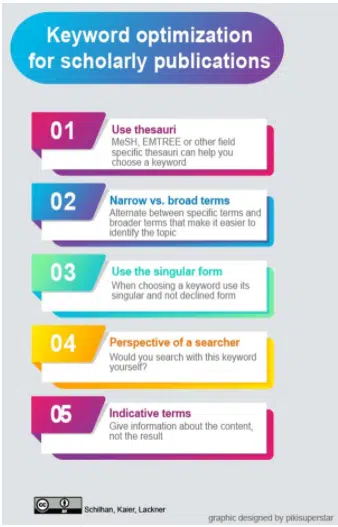 Keyword optimization
for scholarly publications
01
Use thesauri
MeSH, EMTREE or other field
specific thesauri can help you
choose a keyword
02
Narrow vs. broad terms
Alternate between specific terms and
broader terms that make it easier to
identify the topic
03
Use the singular form
When choosing a keyword use its
singular and not declined form
04
Perspective of a searcher
Would you search with this keyword
yourself?
05
Indicative terms
Give information about the content,
not the result
cc
BY
Schilhan, Kaier, Lackner
graphic designed by pikisuperstar